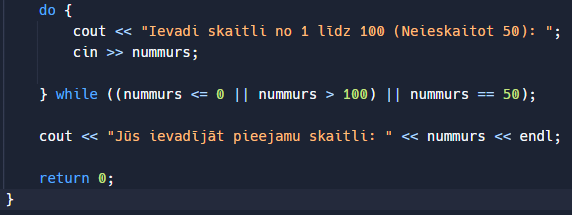 do {
cout << "Ievadi skaitli no 1 līdz 100 (Neieskaitot 50): ";
cin >> nummurs;
} while ((nummurs <= 0 || nummurs > 100) || nummurs == 50);
cout << "Jūs ievadījāt pieejamu skaitli: " << nummurs << endl;
return 0;
}